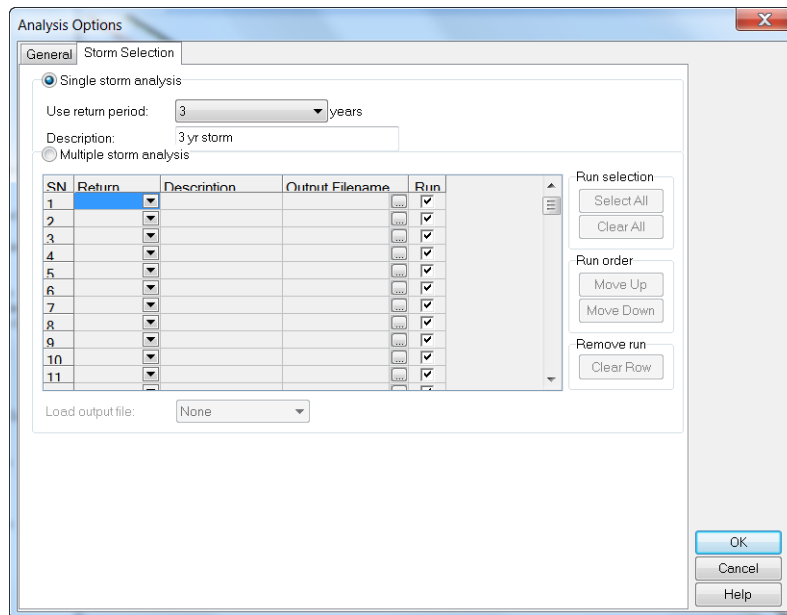 Analysis Options
General Storm Selection
Single storm analysis
Use return period: 3 years
Description: 3 yr storm
Multiple storm analysis
SN Return Description Output Filename Run
1 ...
2 ...
3 ...
4 ...
5 ...
6 ...
7 ...
8 ...
9 ...
10 ...
11 ...
Load output file: None
Run selection
Select All
Clear All
Run order
Move Up
Move Down
Remove run
Clear Row
OK
Cancel
Help